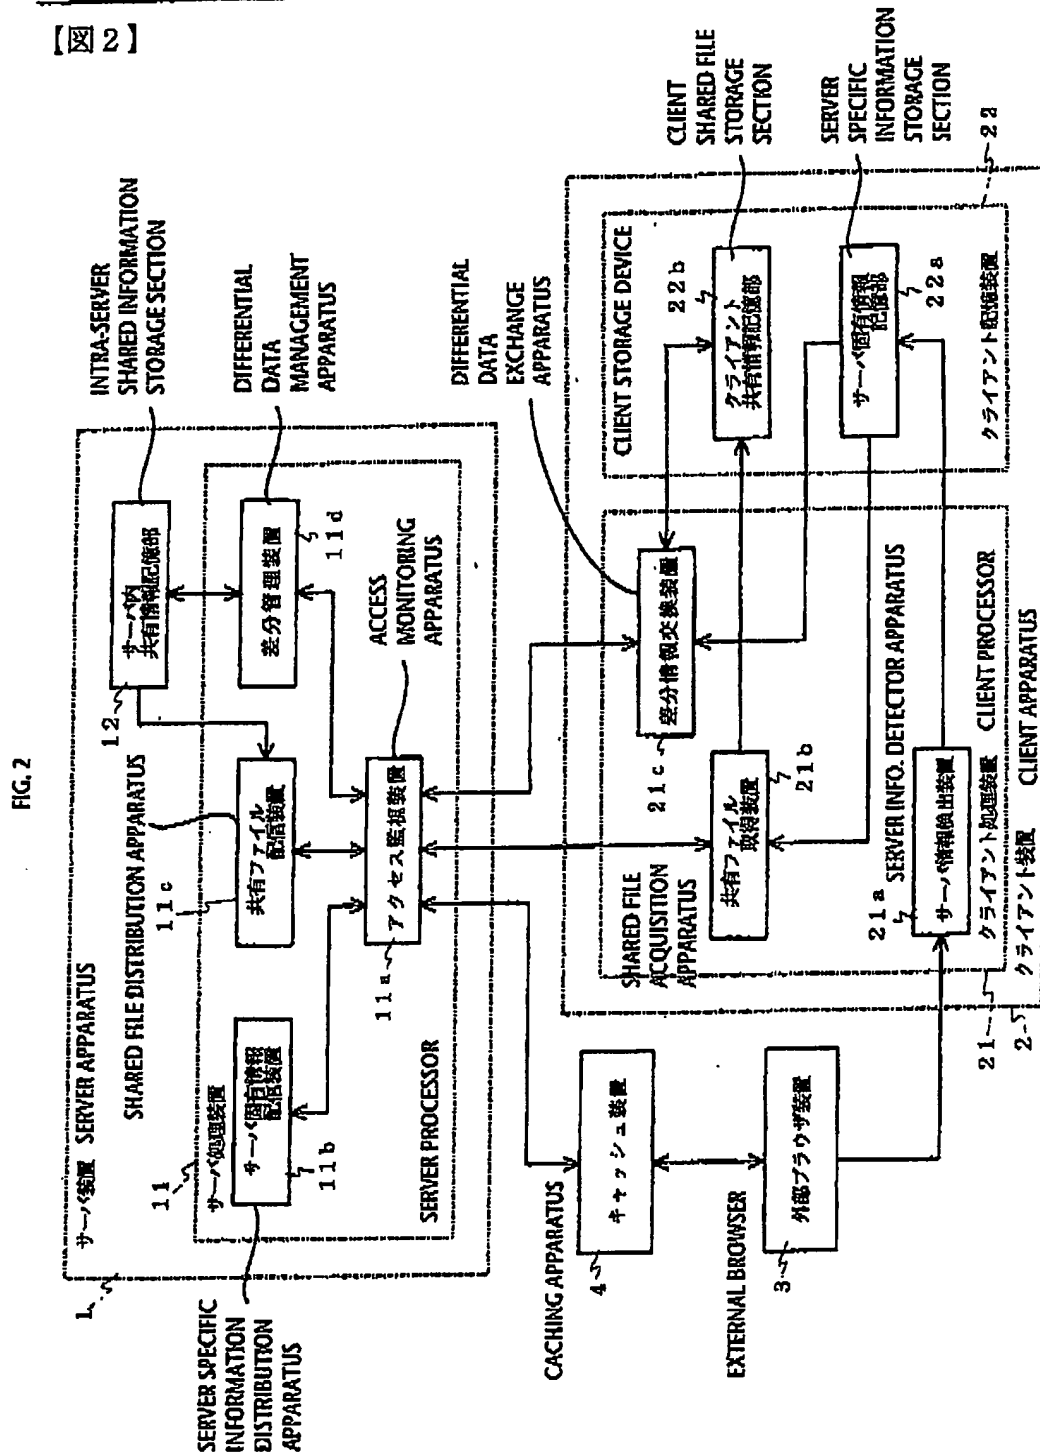 【図2】
FIG. 2
サーバ装置 SERVER APPARATUS
1
INTRA-SERVER
SHARED INFORMATION
STORAGE SECTION
サーバ内
共有情報記憶部
12
SHARED FILE DISTRIBUTION APPARATUS
11
サーバ処理装置
サーバ固有情報
配信装置
11b
11c
共有ファイル
配信装置
差分管理装置
11d
DIFFERENTIAL
DATA
MANAGEMENT
APPARATUS
アクセス監視装置
11a
ACCESS
MONITORING
APPARATUS
SERVER PROCESSOR
SERVER SPECIFIC
INFORMATION
DISTRIBUTION
APPARATUS
DIFFERENTIAL
DATA
EXCHANGE
APPARATUS
CACHING APPARATUS
キャッシュ装置
4
EXTERNAL BROWSER
外部ブラウザ装置
3
差分情報交換装置
21c
SHARED FILE
ACQUISITION
APPARATUS
共有ファイル
取得装置
21b
SERVER INFO. DETECTOR APPARATUS
21a
サーバ情報検出装置
クライアント処理装置 CLIENT PROCESSOR
21
クライアント装置 CLIENT APPARATUS
2
CLIENT STORAGE DEVICE
22b
クライアント
共有情報記憶部
サーバ固有情報
記憶部
22a
クライアント記憶装置
22
CLIENT
SHARED FILE
STORAGE
SECTION
SERVER
SPECIFIC
INFORMATION
STORAGE
SECTION